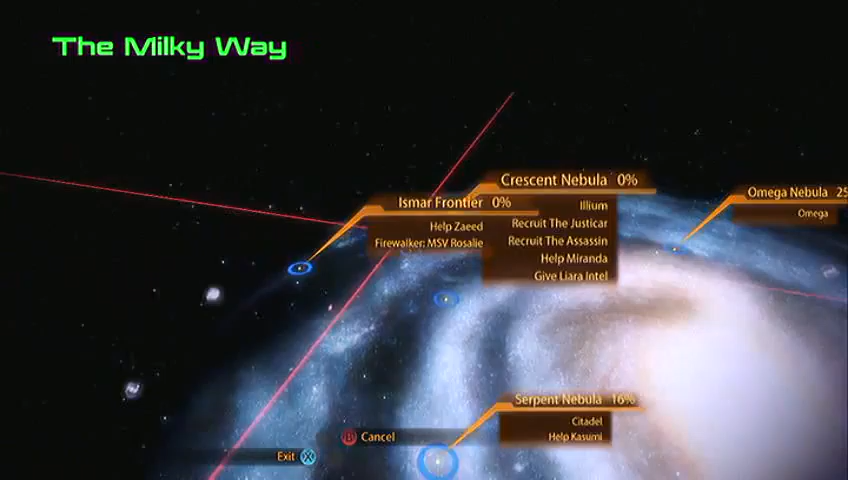 The Milky Way
Crescent Nebula 0%
Illium
Recruit The Justicar
Recruit The Assassin
Help Miranda
Give Liara Intel
Ismar Frontier 0%
Help Zaeed
Firewalker: MSV Rosalie
Omega Nebula 25
Omega
Serpent Nebula 16%
Citadel
Help Kasumi
B Cancel
Exit X